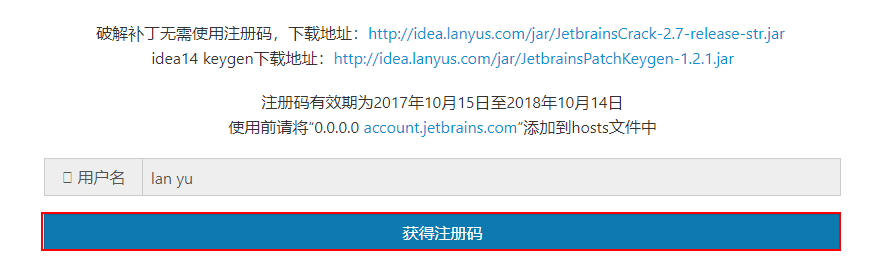 破解补丁无需使用注册码，下载地址：http://idea.lanyus.com/jar/JetbrainsCrack-2.7-release-str.jar
idea14 keygen下载地址：http://idea.lanyus.com/jar/JetbrainsPatchKeygen-1.2.1.jar
注册码有效期为2017年10月15日至2018年10月14日
使用前请将“0.0.0.0 account.jetbrains.com”添加到hosts文件中
用户名 lan yu
获得注册码